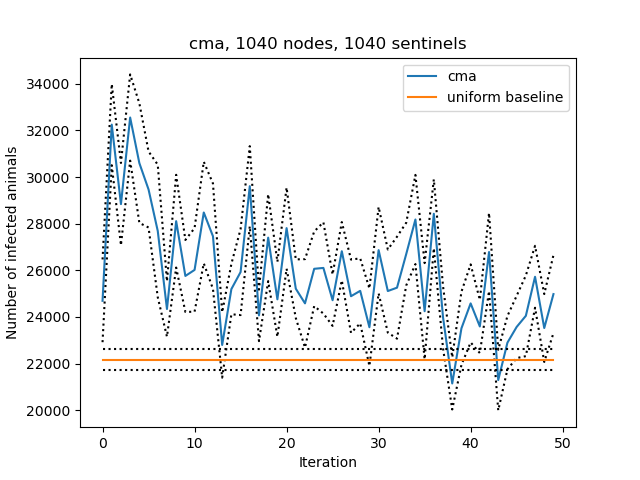 cma, 1040 nodes, 1040 sentinels
cma
uniform baseline
34000
32000
30000
28000
26000
24000
22000
20000
Number of infected animals
0 10 20 30 40 50
Iteration